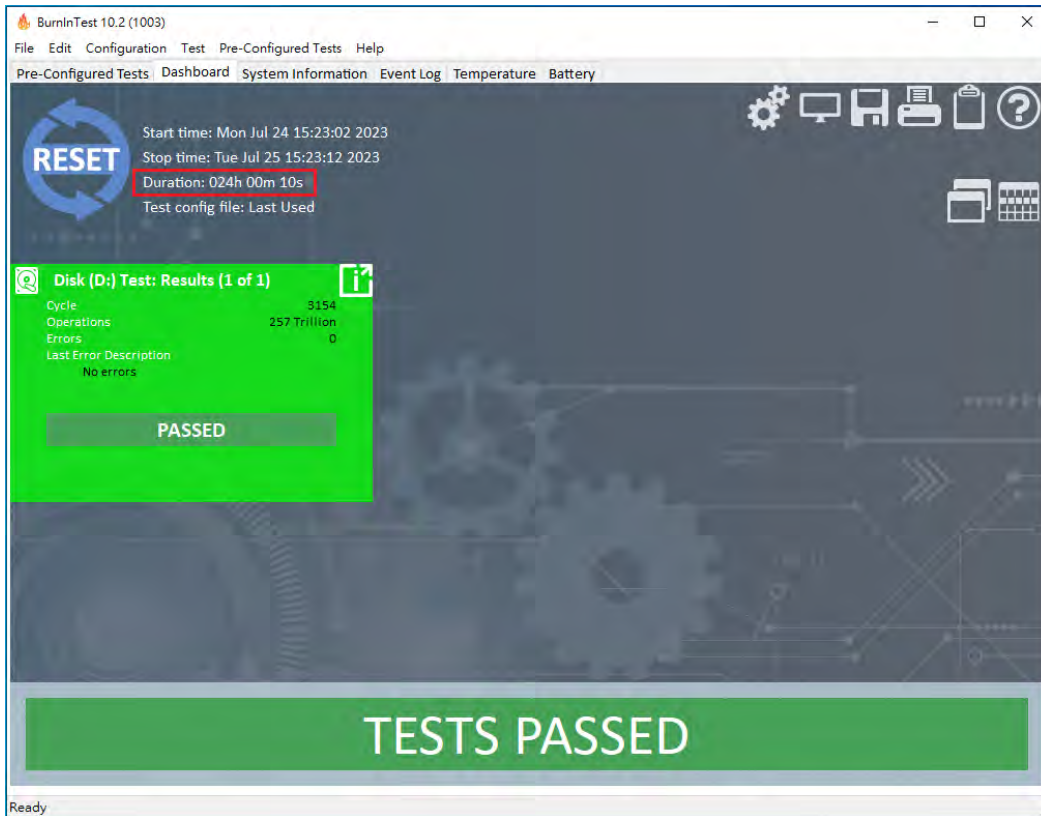 BurnInTest 10.2 (1003)
File Edit Configuration Test Pre-Configured Tests Help
Pre-Configured Tests Dashboard System Information Event Log Temperature Battery
RESET
Start time: Mon Jul 24 15:23:02 2023
Stop time: Tue Jul 25 15:23:12 2023
Duration: 024h 00m 10s
Test config file: Last Used
Disk (D:) Test: Results (1 of 1)
i
Cycle 3154
Operations 257 Trillion
Errors 0
Last Error Description
No errors
PASSED
TESTS PASSED
Ready